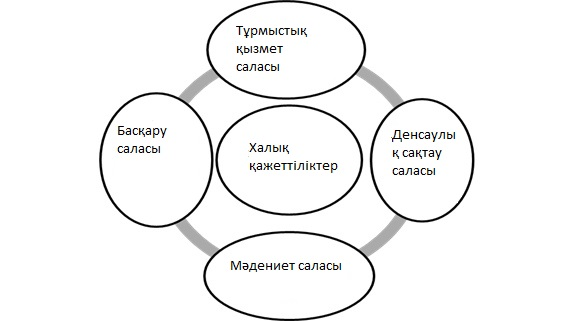 Тұрмыстық
қызмет
саласы
Басқару
саласы
Халық
қажеттіліктер
Денсаулы
қ сақтау
саласы
Мәдениет саласы